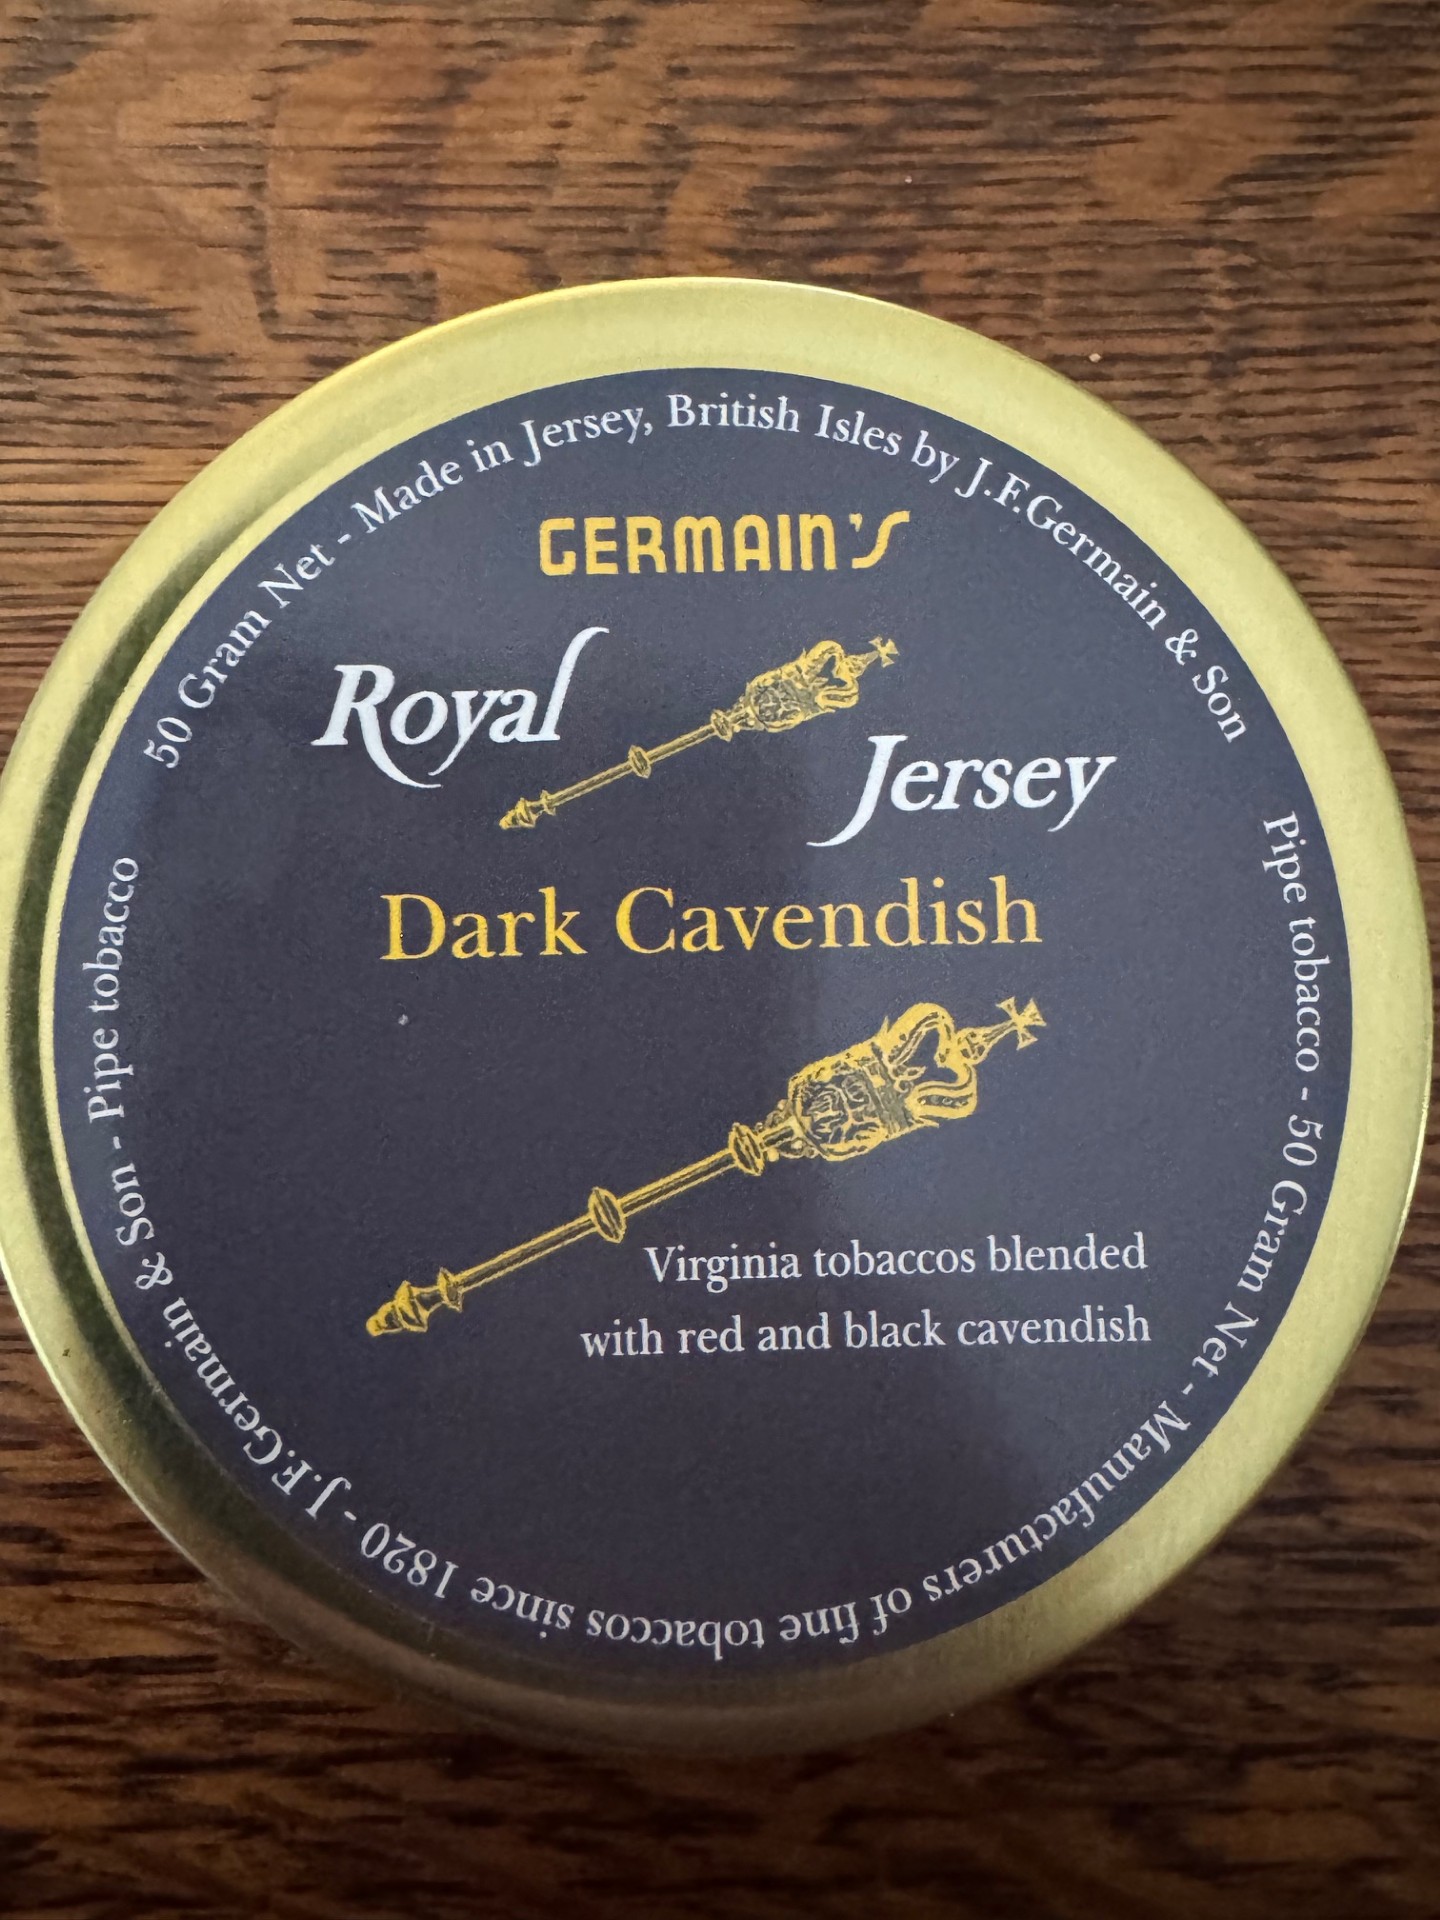 50 Gram Net - Made in Jersey, British Isles by J.F.Germain & Son
GERMAIN'S
Royal
Jersey
Dark Cavendish
Virginia tobaccos blended
with red and black cavendish
Pipe tobacco - 50 Gram Net - Manufacturers of fine tobaccos since 1820 - J.F.Germain & Son - Pipe tobacco